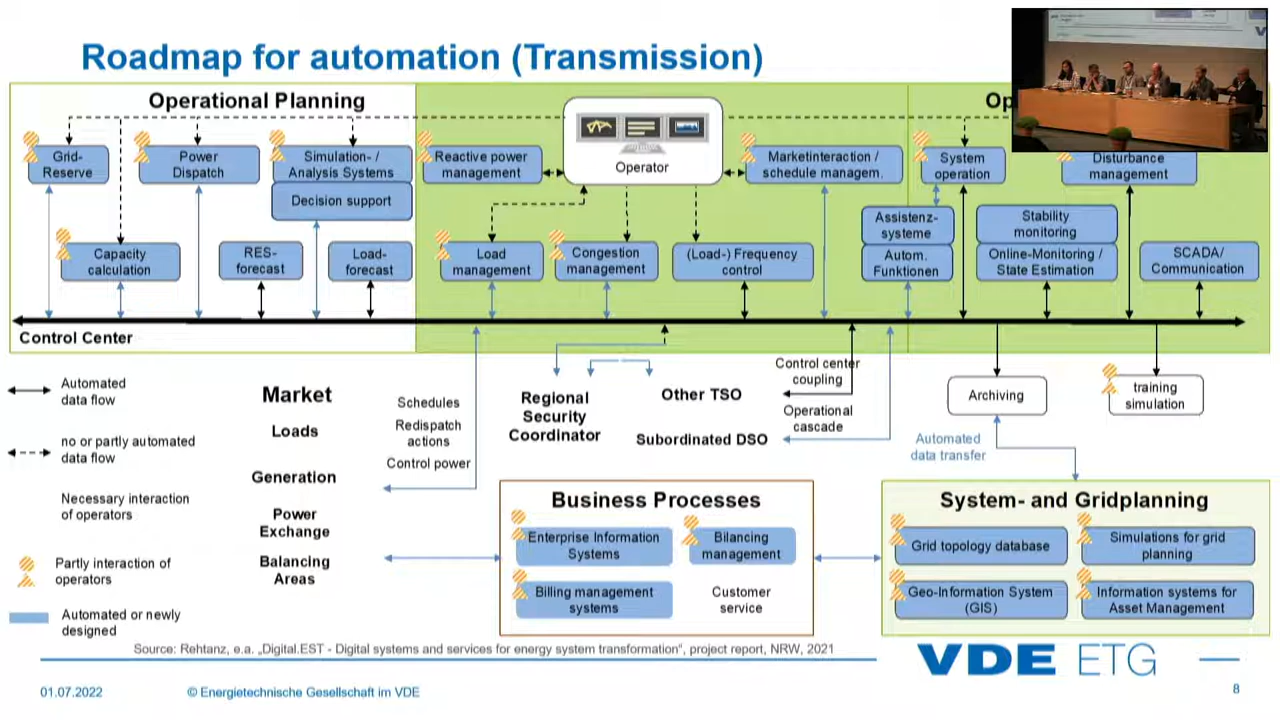 Roadmap for automation (Transmission)
Operational Planning
Op
Grid-
Reserve
Power
Dispatch
Simulation- /
Analysis Systems
Decision support
Reactive power
management
Operator
Marketinteraction /
schedule managem.
System
operation
Disturbance
management
Assistenz-
systeme
Autom.
Funktionen
Stability
monitoring
Online-Monitoring /
State Estimation
SCADA/
Communication
Capacity
calculation
RES-
forecast
Load-
forecast
Load
management
Congestion
management
(Load-) Frequency
control
Control Center
Automated
data flow
no or partly automated
data flow
Necessary interaction
of operators
Partly interaction of
operators
Automated or newly
designed
Market
Loads
Generation
Power
Exchange
Balancing
Areas
Schedules
Redispatch
actions
Control power
Regional
Security
Coordinator
Other TSO
Subordinated DSO
Control center
coupling
Operational
cascade
Archiving
training
simulation
Automated
data transfer
Business Processes
Enterprise Information
Systems
Bilancing
management
Billing management
systems
Customer
service
System- and Gridplanning
Grid topology database
Simulations for grid
planning
Geo-Information System
(GIS)
Information systems for
Asset Management
Source: Rehtanz, e.a. „Digital.EST - Digital systems and services for energy system transformation“, project report, NRW, 2021
VDE ETG
01.07.2022
© Energietechnische Gesellschaft im VDE
8